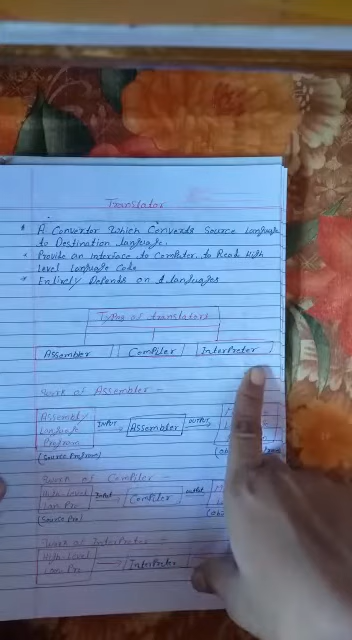 Translator
A Convertor Which Converts Source Language
to Destination language.
Provide an interface to Computer to Read High
Level Language Code
Entirely Depends on languages
Types of translators
Assembler Compiler Interpreter
Work of Assembler -
Assembly Language Program INPUT Assembler OUTPUT
(Source Program)
Work of Compiler -
High Level Lan Pro Input Compiler Output
(Source Pro)
Work of Interpreter -
High Level Lan Pro Interpreter